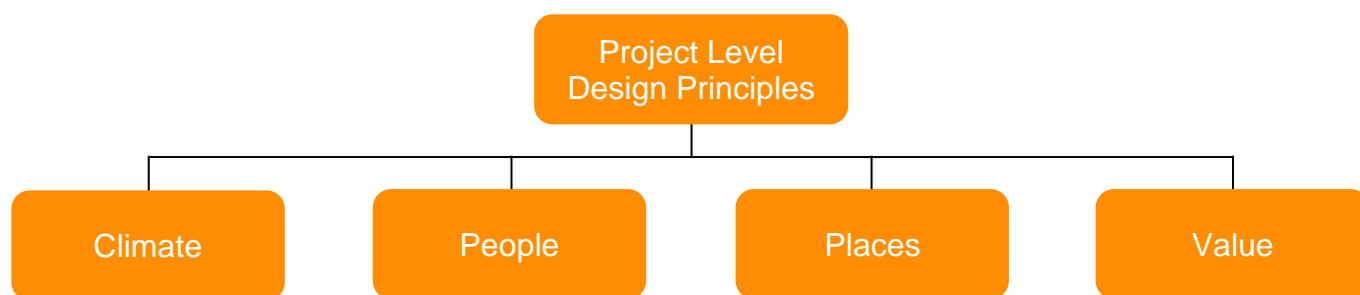 Project Level
Design Principles
Climate
People
Places
Value